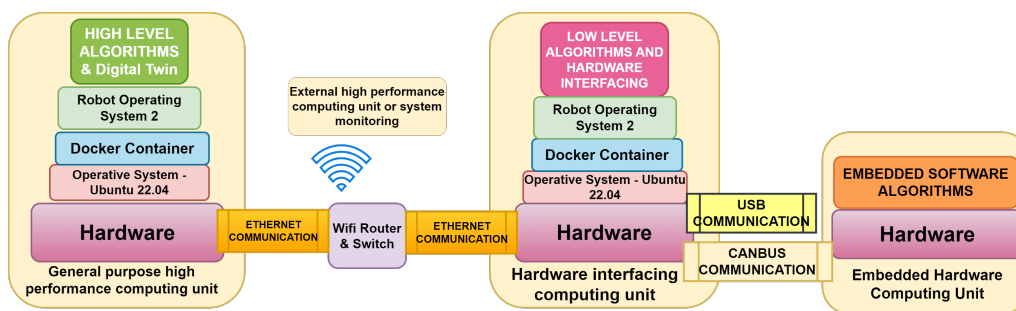 HIGH LEVEL
ALGORITHMS
& Digital Twin
Robot Operating
System 2
Docker Container
Operative System -
Ubuntu 22.04
Hardware
General purpose high
performance computing unit
ETHERNET
COMMUNICATION
External high performance
computing unit or system
monitoring
Wifi Router
& Switch
ETHERNET
COMMUNICATION
LOW LEVEL
ALGORITHMS AND
HARDWARE
INTERFACING
Robot Operating
System 2
Docker Container
Operative System - Ubuntu
22.04
Hardware
Hardware interfacing
computing unit
USB
COMMUNICATION
CANBUS
COMMUNICATION
EMBEDDED SOFTWARE
ALGORITHMS
Hardware
Embedded Hardware
Computing Unit